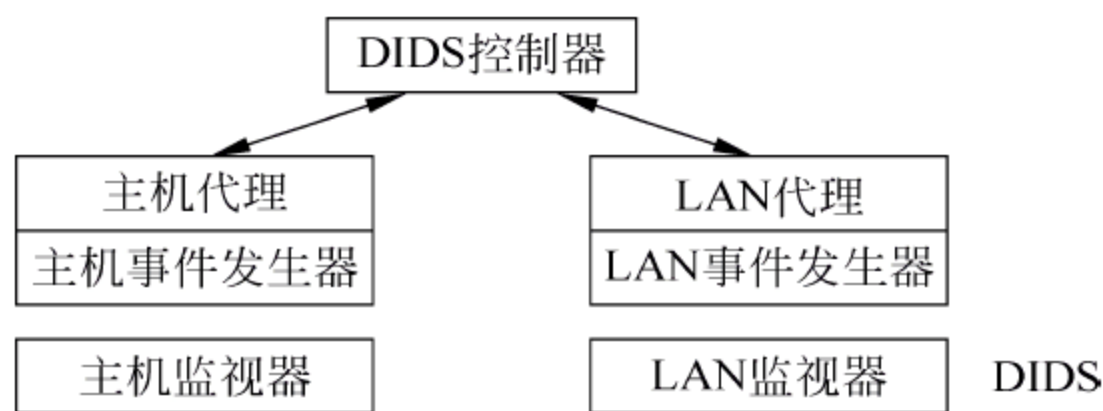 DIDS控制器
主机代理
LAN代理
主机事件发生器
LAN事件发生器
主机监视器
LAN监视器
DIDS